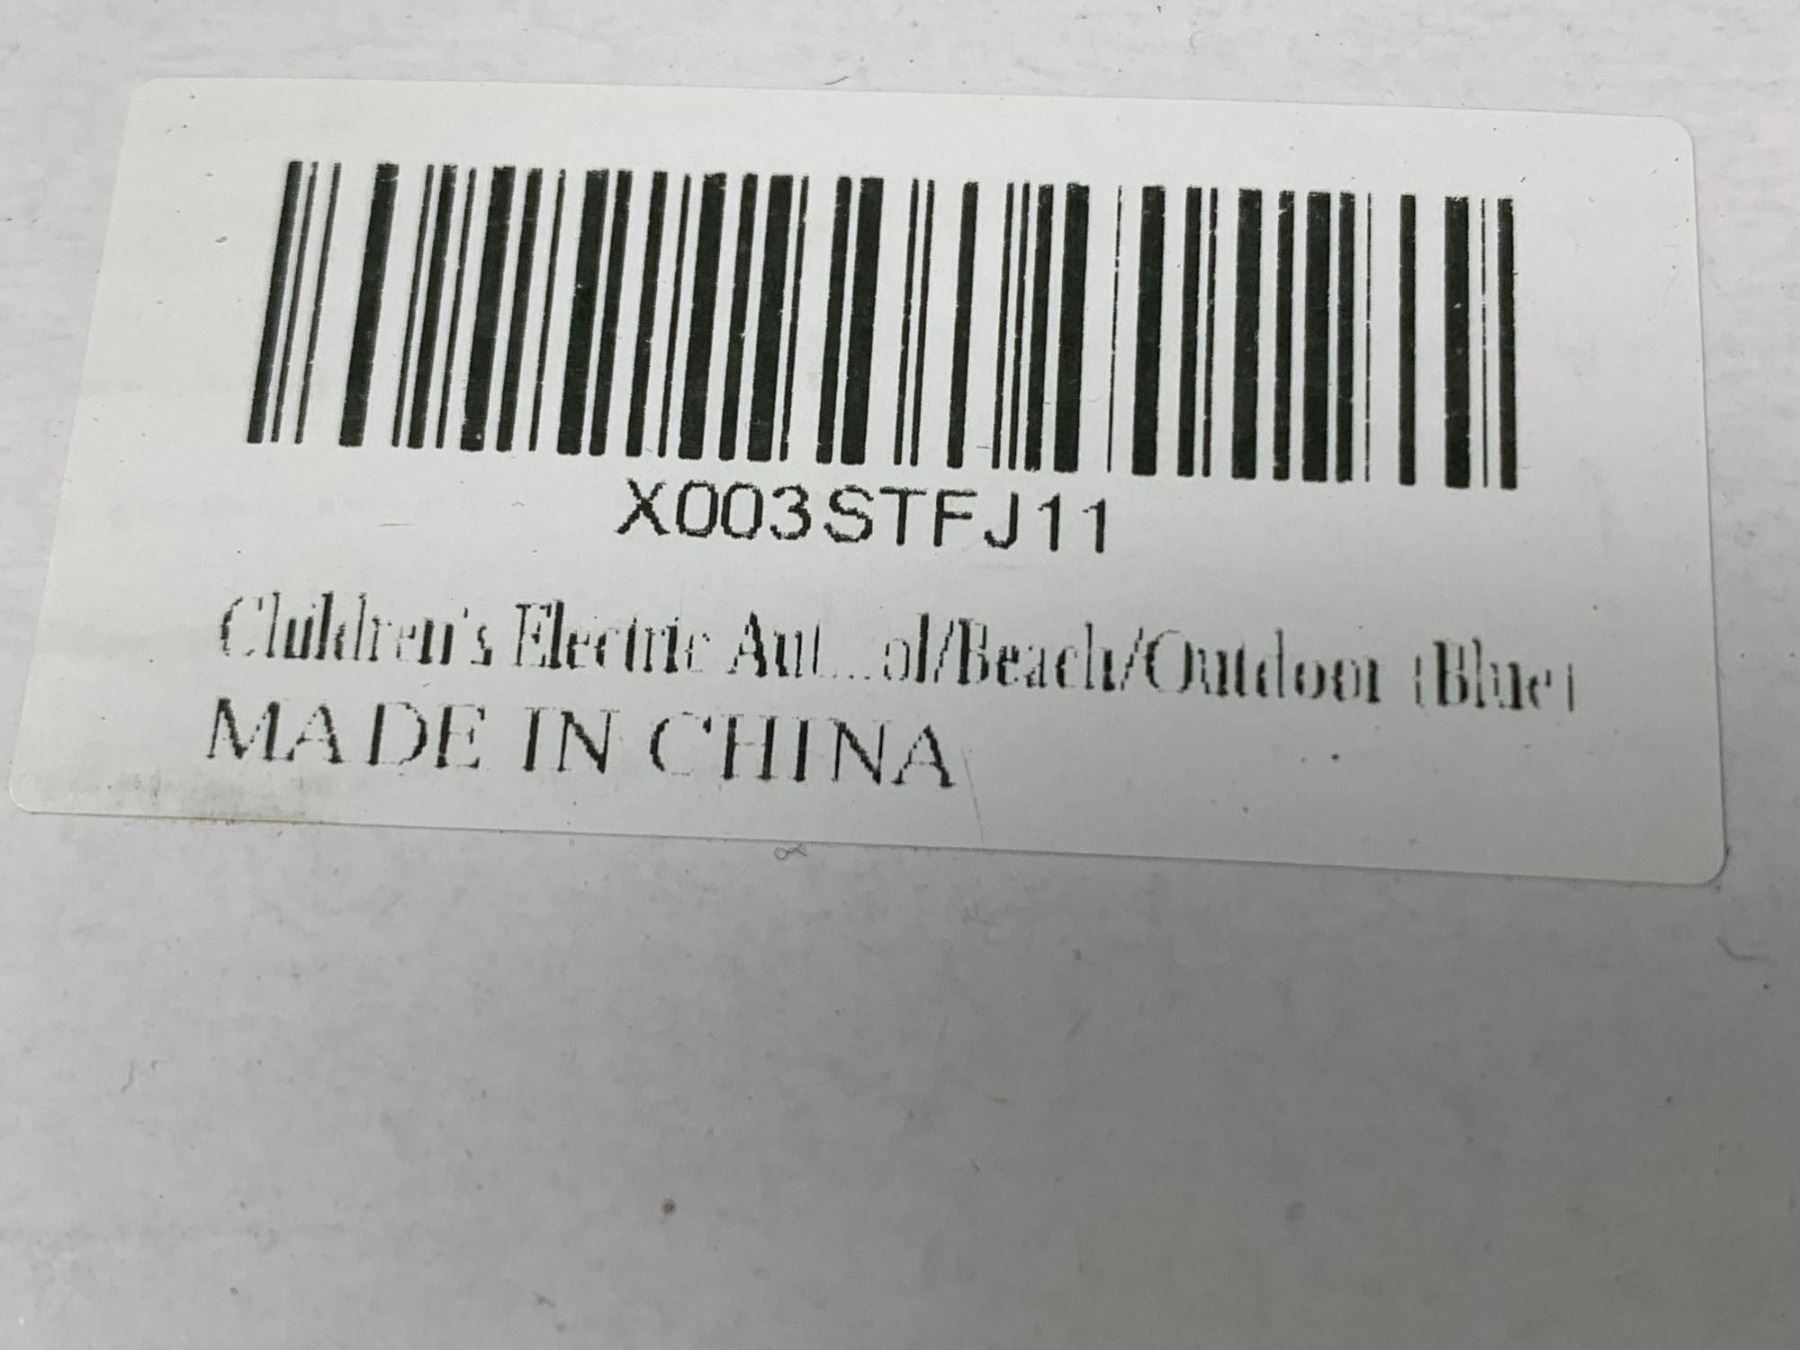 X003STFJ11
Children's Electric Aut...ol/Beach/Outdoor (Blue)
MADE IN CHINA